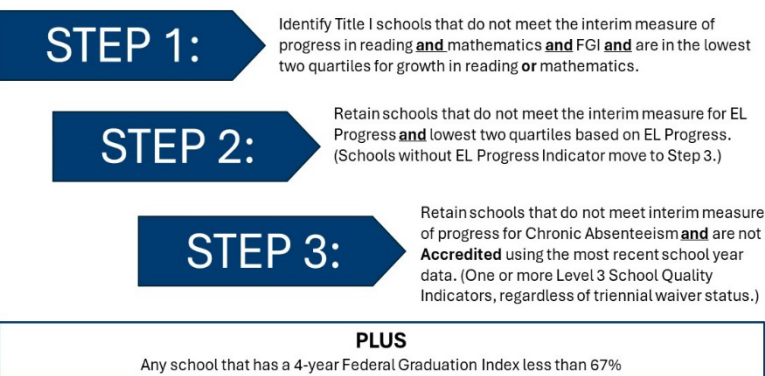 STEP 1:
Identify Title I schools that do not meet the interim measure of
progress in reading and mathematics and FGI and are in the lowest
two quartiles for growth in reading or mathematics.
STEP 2:
Retain schools that do not meet the interim measure for EL
Progress and lowest two quartiles based on EL Progress.
(Schools without EL Progress Indicator move to Step 3.)
STEP 3:
Retain schools that do not meet interim measure
of progress for Chronic Absenteeism and are not
Accredited using the most recent school year
data. (One or more Level 3 School Quality
Indicators, regardless of triennial waiver status.)
PLUS
Any school that has a 4-year Federal Graduation Index less than 67%